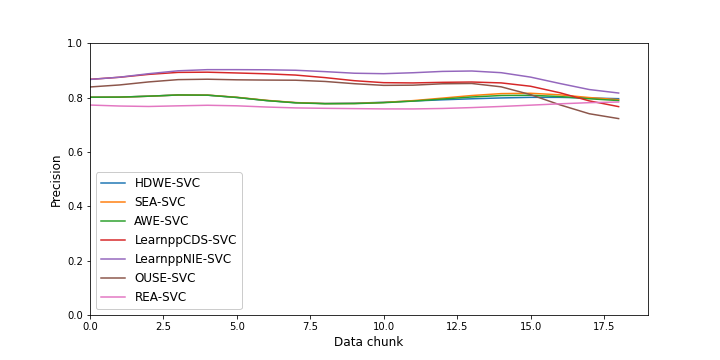 1.0
0.8
0.6
0.4
0.2
0.0
Precision
HDWE-SVC
SEA-SVC
AWE-SVC
LearnppCDS-SVC
LearnppNIE-SVC
OUSE-SVC
REA-SVC
0.0 2.5 5.0 7.5 10.0 12.5 15.0 17.5
Data chunk